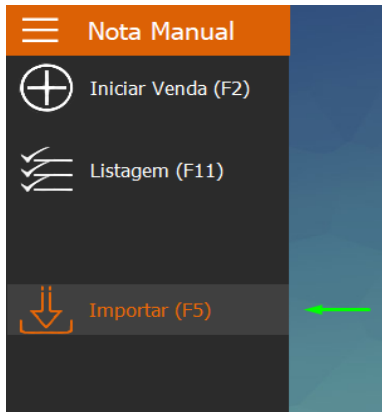 Nota Manual
Iniciar Venda (F2)
Listagem (F11)
Importar (F5)